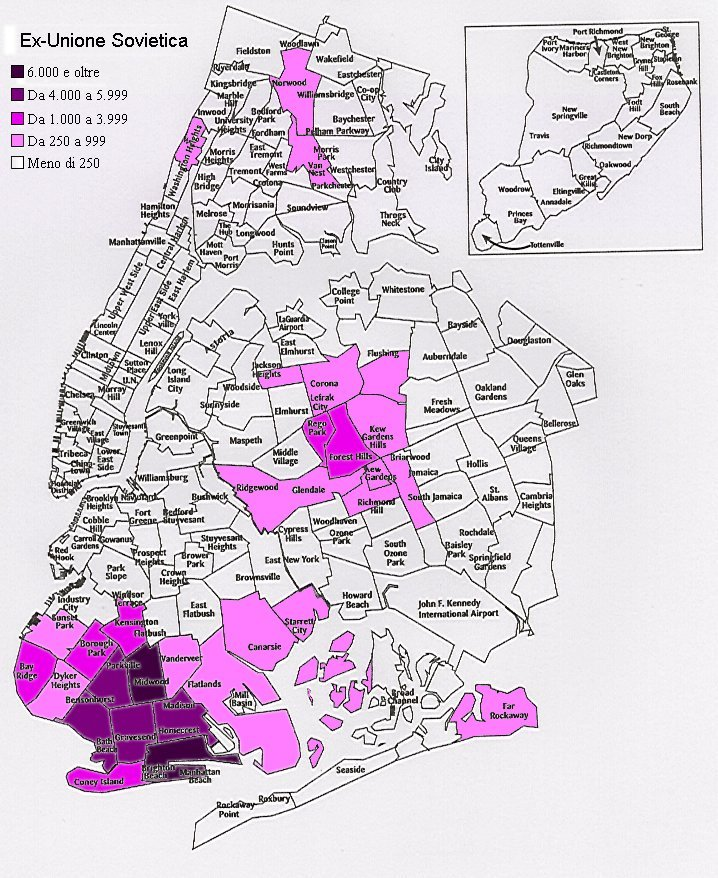 Ex-Unione Sovietica
6.000 e oltre
Da 4.000 a 5.999
Da 1.000 a 3.999
Da 250 a 999
Meno di 250
Woodlawn
Fieldston
Wakefield
Riverdale
Eastchester
Kingsbridge
Norwood
Williamsbridge
Co-op
City
Marble
Hill
Inwood
Bedford
Park
Baychester
University
Heights
Fordham
Pelham Parkway
Washington Heights
Morris
Heights
East
Tremont
Morris
Park
City
Island
West
Farms
Van
Nest
Westchester
Tremont
High
Bridge
Crotona
Parkchester
Country
Club
Hamilton
Heights
Melrose
Morrisania
Soundview
Throgs
Neck
The
Hub
Longwood
Manhattanville
Central Harlem
Mott
Haven
Hunts
Point
Port
Morris
Upper West Side
East Harlem
Upper East Side
York-
ville
Lincoln
Center
Lenox
Hill
Clinton
Midtown
Sutton
Place
U.N.
Murray
Hill
Chelsea
Greenwich
Village
Stuyvesant
Town
East
Village
Tribeca
Lower
East
Side
China-
town
Financial
District
Port Richmond
St.
George
Port
Ivory
Mariners
Harbor
West
New
Brighton
New
Brighton
Stapleton
Castleton
Corners
Grymes
Hill
Fox
Hills
Rosebank
Todt
Hill
South
Beach
New
Springville
Travis
New Dorp
Richmondtown
Oakwood
Great
Kills
Eltingville
Annadale
Woodrow
Princes
Bay
Tottenville
College
Point
Whitestone
LaGuardia
Airport
Bayside
Astoria
East
Elmhurst
Flushing
Auburndale
Douglaston
Jackson
Heights
Glen
Oaks
Long
Island
City
Woodside
Corona
Oakland
Gardens
Lefrak
City
Fresh
Meadows
Sunnyside
Elmhurst
Rego
Park
Kew
Gardens
Hills
Bellerose
Greenpoint
Maspeth
Queens
Village
Middle
Village
Forest Hills
Briarwood
Hollis
Jamaica
Kew
Gardens
Williamsburg
Ridgewood
Glendale
Richmond
Hill
South Jamaica
St.
Albans
Cambria
Heights
Brooklyn
Heights
Bushwick
Fort
Greene
Bedford
Stuyvesant
Cobble
Hill
Woodhaven
Ozone
Park
Cypress
Hills
Rochdale
Carroll
Gardens
Gowanus
Stuyvesant
Heights
South
Ozone
Park
Baisley
Park
Springfield
Gardens
Red
Hook
Prospect
Heights
Brower
Park
East New York
Park
Slope
Crown
Heights
Brownsville
Howard
Beach
John F. Kennedy
International Airport
Industry
City
Windsor
Terrace
East
Flatbush
Starrett
City
Sunset
Park
Kensington
Flatbush
Canarsie
Borough
Park
Bay
Ridge
Parkville
Vanderveer
Dyker
Heights
Midwood
Flatlands
Bensonhurst
Madison
Mill
Basin
Broad
Channel
Far
Rockaway
Bath
Beach
Gravesend
Homecrest
Brighton
Beach
Manhattan
Beach
Coney Island
Seaside
Roxbury
Rockaway
Point